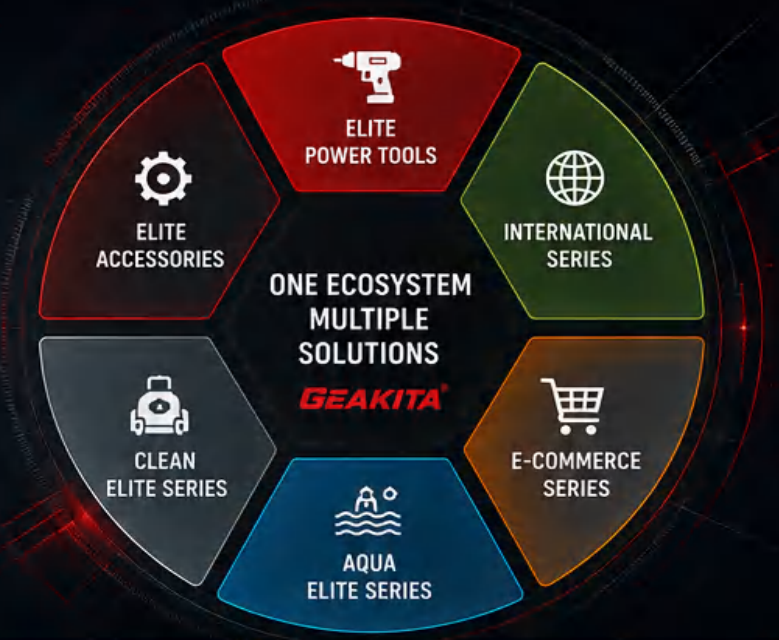 ELITE
POWER TOOLS
INTERNATIONAL
SERIES
E-COMMERCE
SERIES
AQUA
ELITE SERIES
CLEAN
ELITE SERIES
ELITE
ACCESSORIES
ONE ECOSYSTEM
MULTIPLE
SOLUTIONS
GEAKITA®